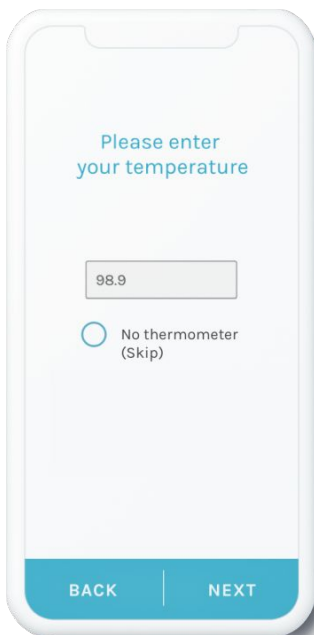 Please enter
your temperature
98.9
No thermometer
(Skip)
BACK
NEXT